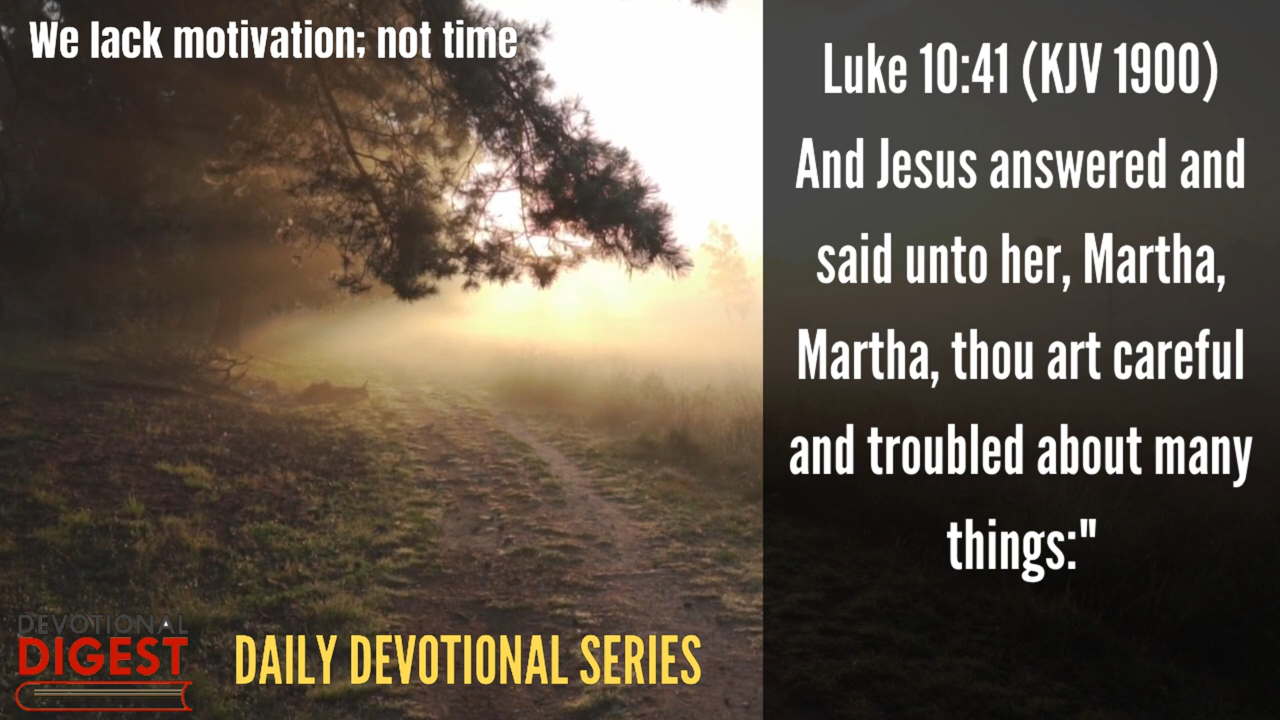 We lack motivation; not time
Luke 10:41 (KJV 1900)
And Jesus answered and
said unto her, Martha,
Martha, thou art careful
and troubled about many
things:"
DEVOTIONAL
DIGEST
DAILY DEVOTIONAL SERIES